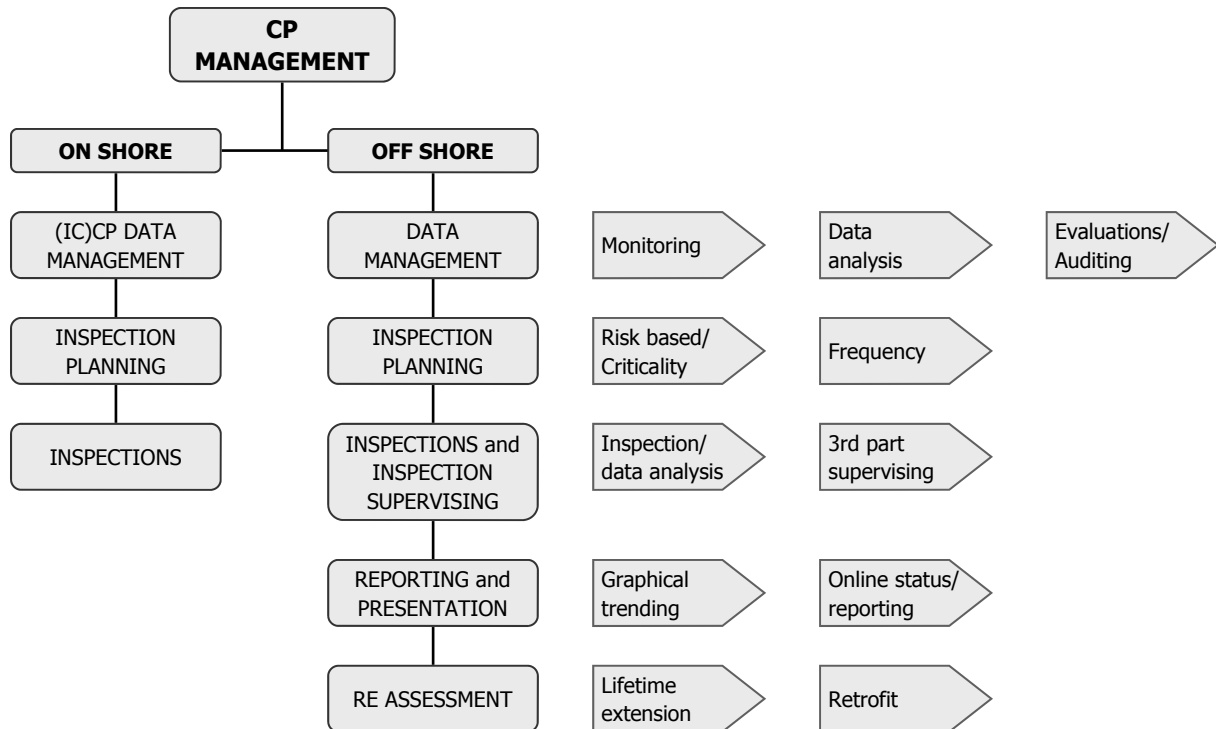 CP
MANAGEMENT
ON SHORE
OFF SHORE
(IC)CP DATA
MANAGEMENT
DATA
MANAGEMENT
Monitoring
Data
analysis
Evaluations/
Auditing
INSPECTION
PLANNING
INSPECTION
PLANNING
Risk based/
Criticality
Frequency
INSPECTIONS
INSPECTIONS and
INSPECTION
SUPERVISING
Inspection/
data analysis
3rd part
supervising
REPORTING and
PRESENTATION
Graphical
trending
Online status/
reporting
RE ASSESSMENT
Lifetime
extension
Retrofit